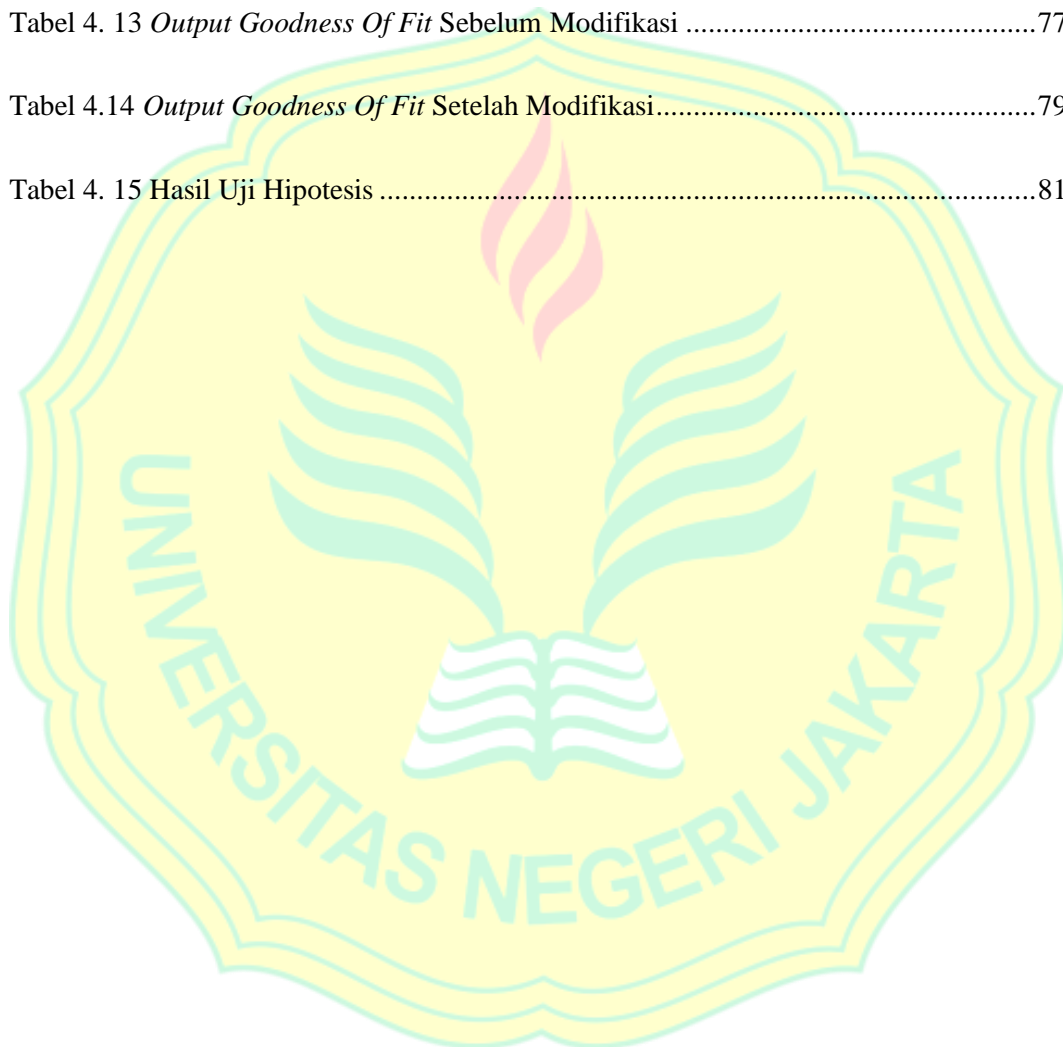 Tabel 4. 13 Output Goodness Of Fit Sebelum Modifikasi ............................................77
Tabel 4.14 Output Goodness Of Fit Setelah Modifikasi................................................79
Tabel 4. 15 Hasil Uji Hipotesis .....................................................................................81
UNIVERSITAS NEGERI JAKARTA